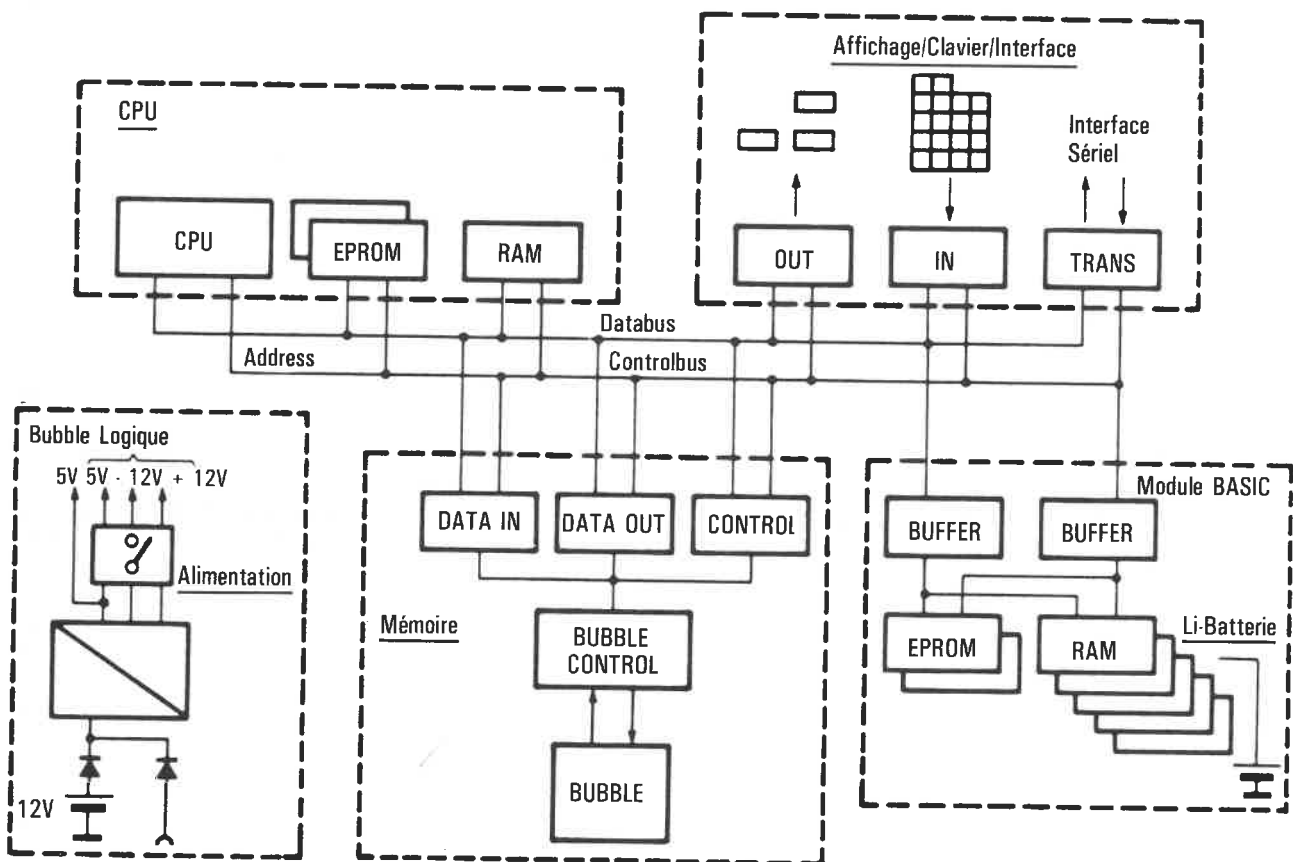 CPU
CPU
EPROM
RAM
Affichage/Clavier/Interface
Interface
Sériel
OUT
IN
TRANS
Databus
Address
Controlbus
Bubble Logique
5V 5V - 12V + 12V
Alimentation
12V
DATA IN
DATA OUT
CONTROL
Mémoire
BUBBLE
CONTROL
BUBBLE
Module BASIC
BUFFER
BUFFER
EPROM
RAM
Li-Batterie